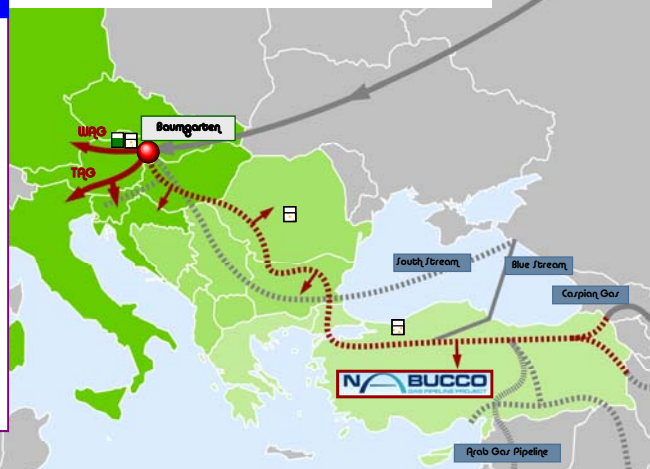 Baumgarten
WAG
TAG
South Stream
Blue Stream
Caspian Gas
NABUCCO
GAS PIPELINE PROJECT
Arab Gas Pipeline